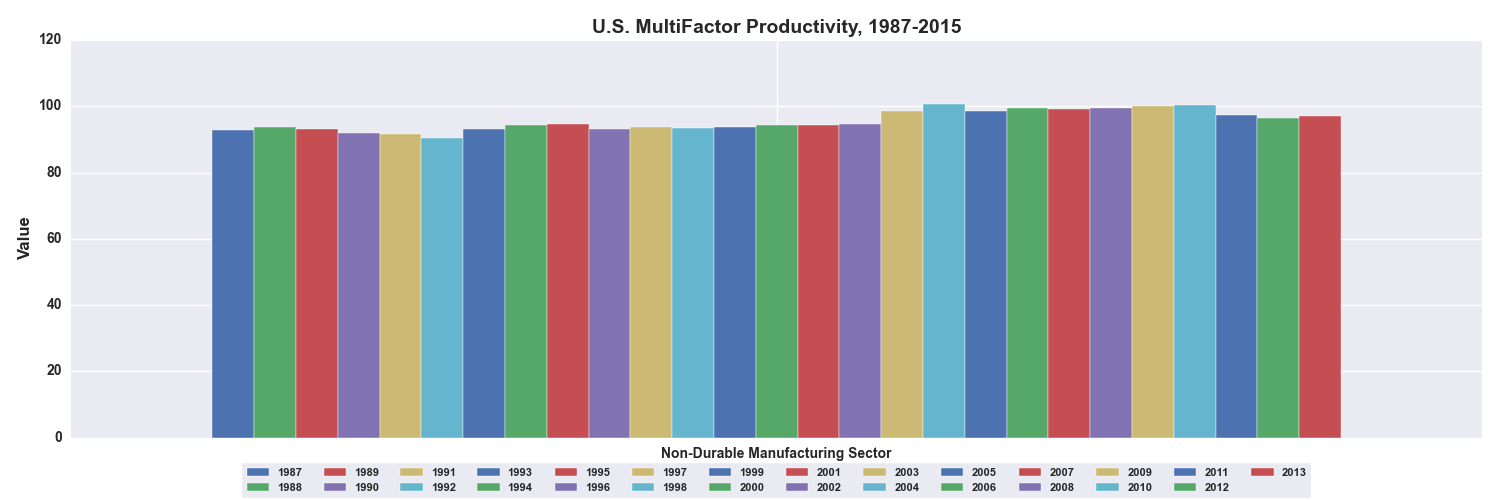 U.S. MultiFactor Productivity, 1987-2015
120
100
80
60
40
20
0
Value
Non-Durable Manufacturing Sector
1987 1989 1991 1993 1995 1997 1999 2001 2003 2005 2007 2009 2011 2013
1988 1990 1992 1994 1996 1998 2000 2002 2004 2006 2008 2010 2012